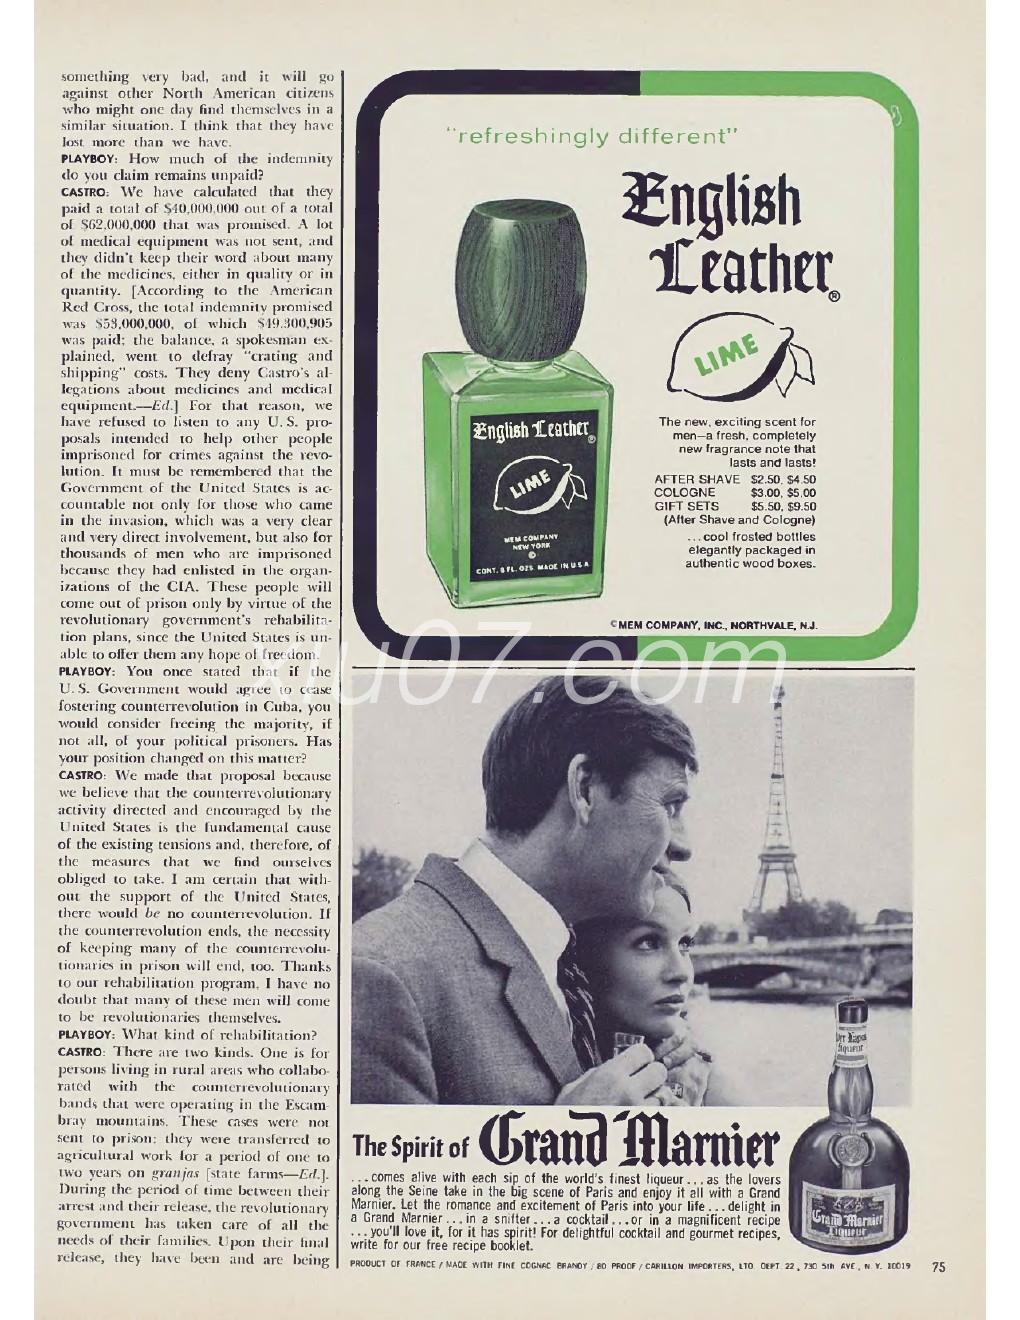 something very bad, and it will go
against other North American citizens
who might one day find themselves in a
similar situation. I think that they have
lost more than we have.
PLAYBOY: How much of the indemnity
do you claim remains unpaid?
CASTRO: We have calculated that they
paid a total of $40,000,000 out of a total
of $62,000,000 that was promised. A lot
of medical equipment was not sent, and
they didn't keep their word about many
of the medicines, either in quality or in
quantity. [According to the American
Red Cross, the total indemnity promised
was $53,000,000, of which $49,300,905
was paid; the balance, a spokesman ex-
plained, went to defray "crating and
shipping" costs. They deny Castro's al-
legations about medicines and medical
equipment.—Ed.] For that reason, we
have refused to listen to any U. S. pro-
posals intended to help other people
imprisoned for crimes against the revo-
lution. It must be remembered that the
Government of the United States is ac-
countable not only for those who came
in the invasion, which was a very clear
and very direct involvement, but also for
thousands of men who are imprisoned
because they had enlisted in the organ-
izations of the CIA. These people will
come out of prison only by virtue of the
revolutionary government's rehabilita-
tion plans, since the United States is un-
able to offer them any hope of freedom.
PLAYBOY: You once stated that if the
U. S. Government would agree to cease
fostering counterrevolution in Cuba, you
would consider freeing the majority, if
not all, of your political prisoners. Has
your position changed on this matter?
CASTRO: We made that proposal because
we believe that the counterrevolutionary
activity directed and encouraged by the
United States is the fundamental cause
of the existing tensions and, therefore, of
the measures that we find ourselves
obliged to take. I am certain that with-
out the support of the United States,
there would be no counterrevolution. If
the counterrevolution ends, the necessity
of keeping many of the counterrevolu-
tionaries in prison will end, too. Thanks
to our rehabilitation program, I have no
doubt that many of these men will come
to be revolutionaries themselves.
PLAYBOY: What kind of rehabilitation?
CASTRO: There are two kinds. One is for
persons living in rural areas who collabo-
rated with the counterrevolutionary
bands that were operating in the Escam-
bray mountains. These cases were not
sent to prison; they were transferred to
agricultural work for a period of one to
two years on granjas [state farms—Ed.].
During the period of time between their
arrest and their release, the revolutionary
government has taken care of all the
needs of their families. Upon their final
release, they have been and are being
"refreshingly different"
English
Leather®
LIME
The new, exciting scent for
men—a fresh, completely
new fragrance note that
lasts and lasts!
AFTER SHAVE $2.50, $4.50
COLOGNE $3.00, $5.00
GIFT SETS $5.50, $9.50
(After Shave and Cologne)
...cool frosted bottles
elegantly packaged in
authentic wood boxes.
English Leather®
LIME
MEM COMPANY
NEW YORK
©
CONT. 8 FL. OZS. MADE IN U.S.A.
©MEM COMPANY, INC., NORTHVALE, N.J.
xiu07.com
Liqueur
Grand Marnier
Liqueur
The Spirit of Grand Marnier
...comes alive with each sip of the world's finest liqueur...as the lovers
along the Seine take in the big scene of Paris and enjoy it all with a Grand
Marnier. Let the romance and excitement of Paris into your life...delight in
a Grand Marnier...in a snifter...a cocktail...or in a magnificent recipe
...you'll love it, for it has spirit! For delightful cocktail and gourmet recipes,
write for our free recipe booklet.
PRODUCT OF FRANCE / MADE WITH FINE COGNAC BRANDY / 80 PROOF / CARILLON IMPORTERS, LTD. DEPT. 22, 730 5th AVE., N. Y. 10019
75